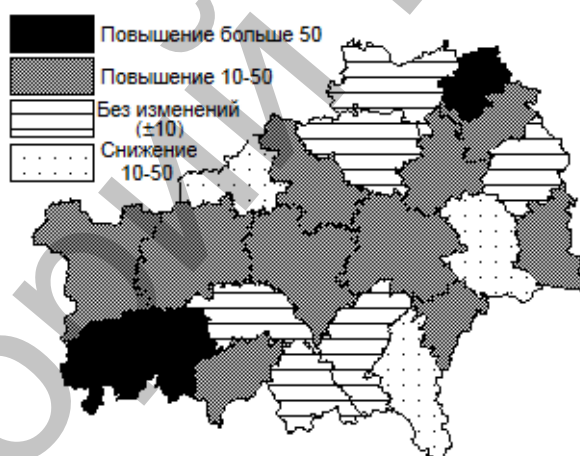 Повышение больше 50
Повышение 10-50
Без изменений
(±10)
Снижение
10-50